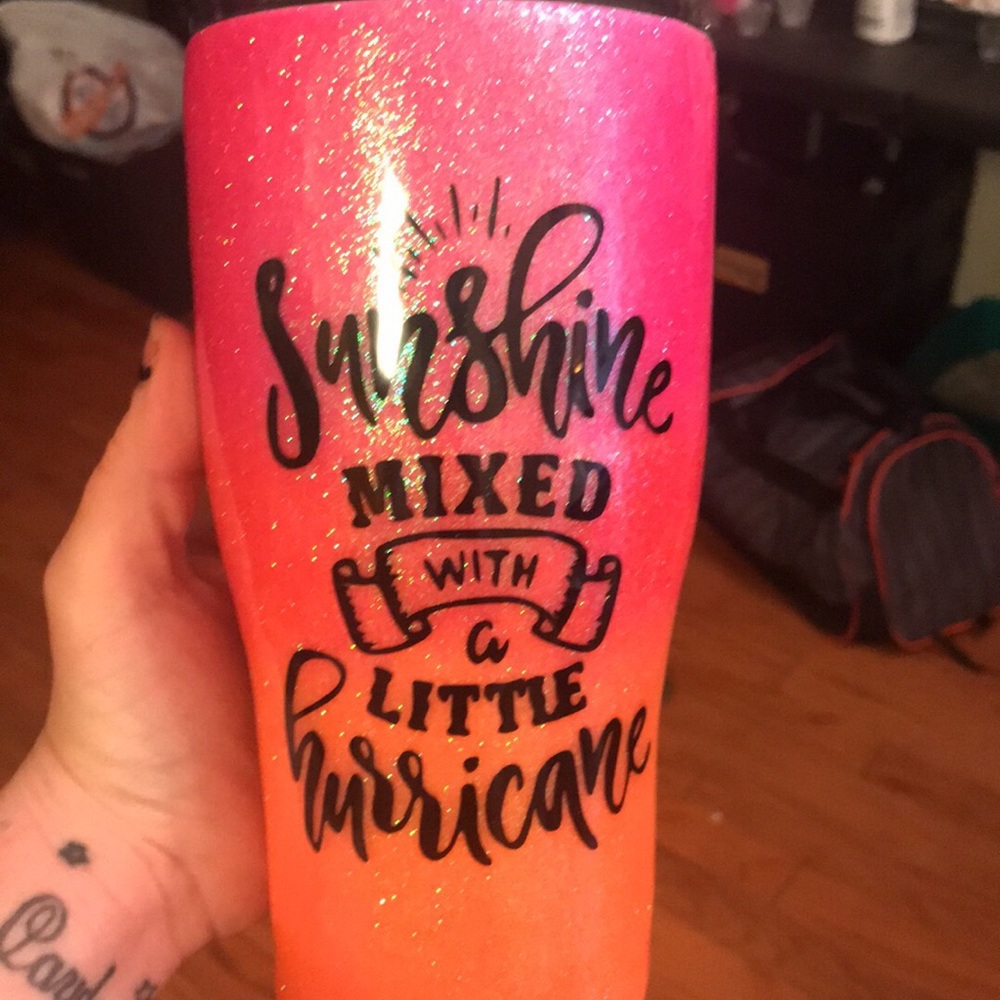 Sunshine
MIXED
WITH
a
LITTLE
hurricane